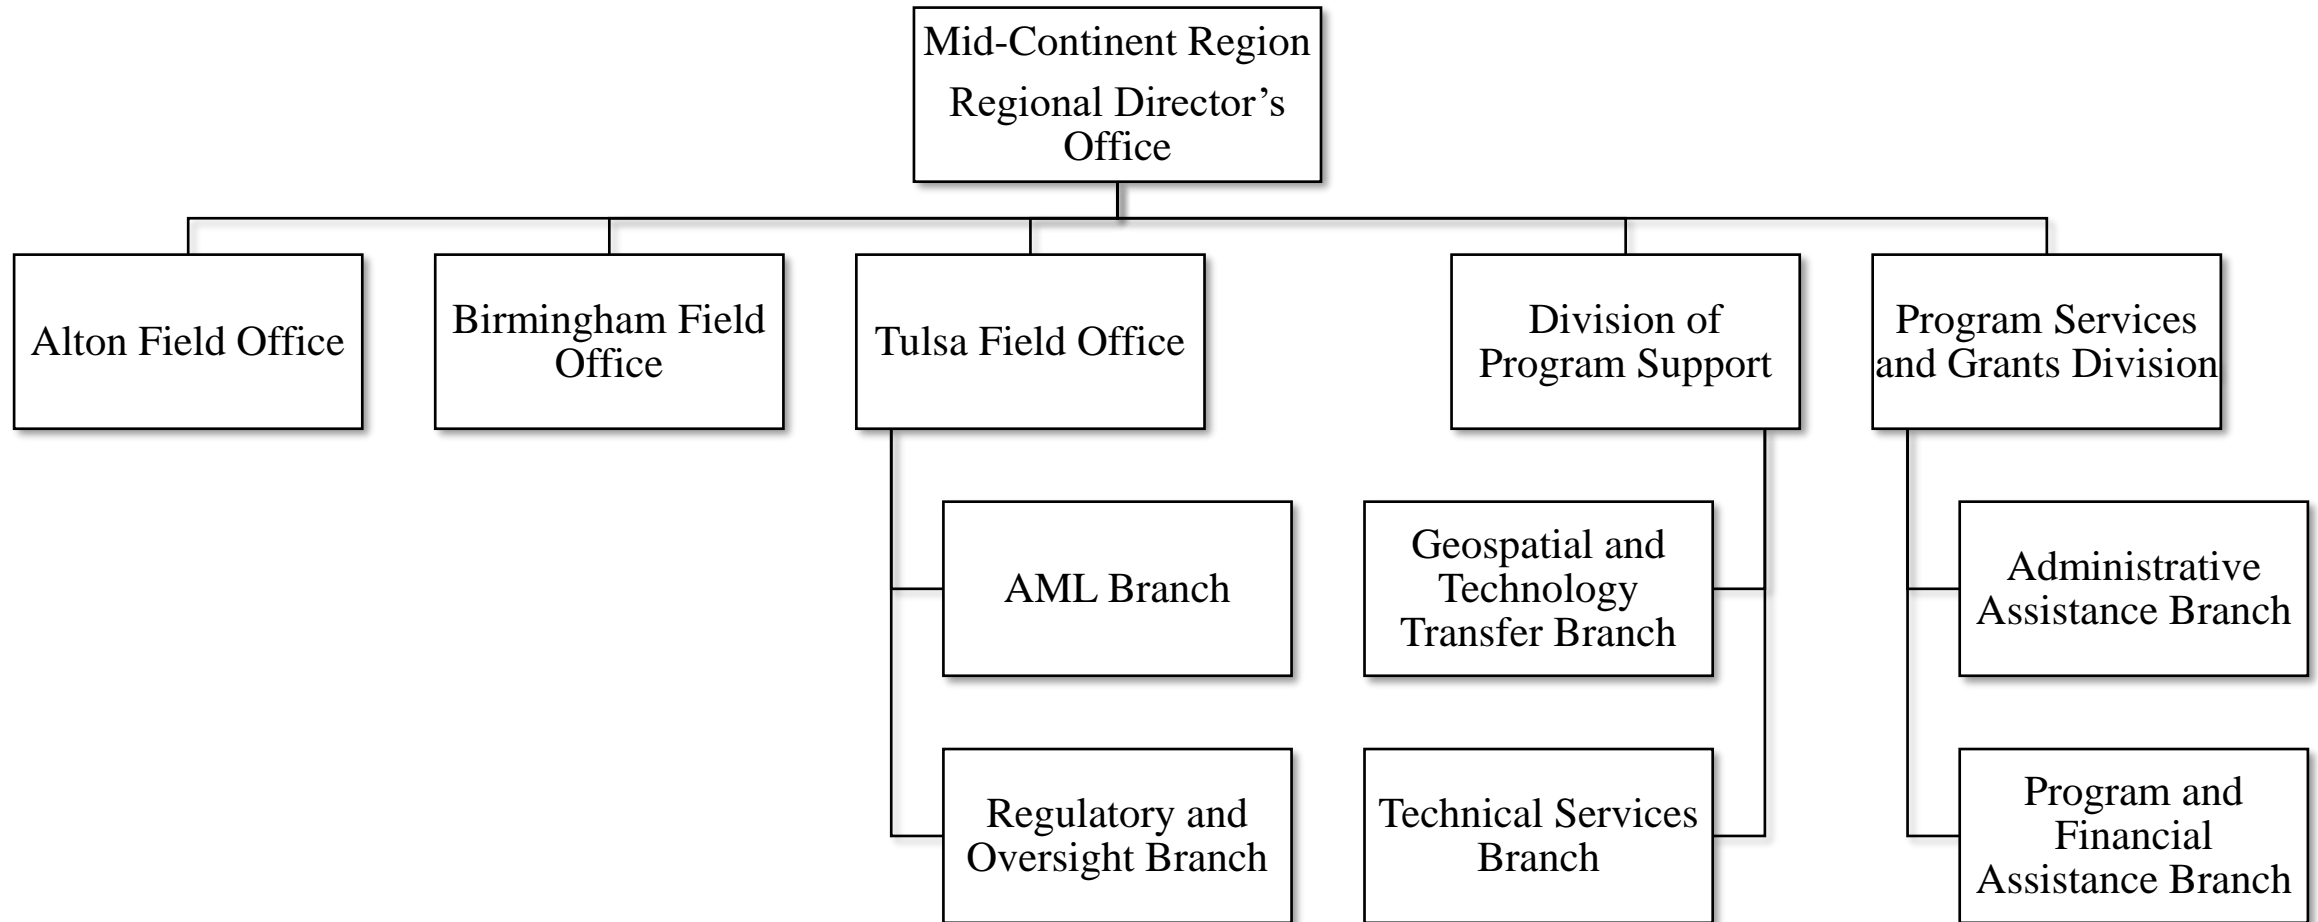 Mid-Continent Region
Regional Director’s
Office
Alton Field Office
Birmingham Field
Office
Tulsa Field Office
Division of
Program Support
Program Services
and Grants Division
AML Branch
Geospatial and
Technology
Transfer Branch
Administrative
Assistance Branch
Regulatory and
Oversight Branch
Technical Services
Branch
Program and
Financial
Assistance Branch